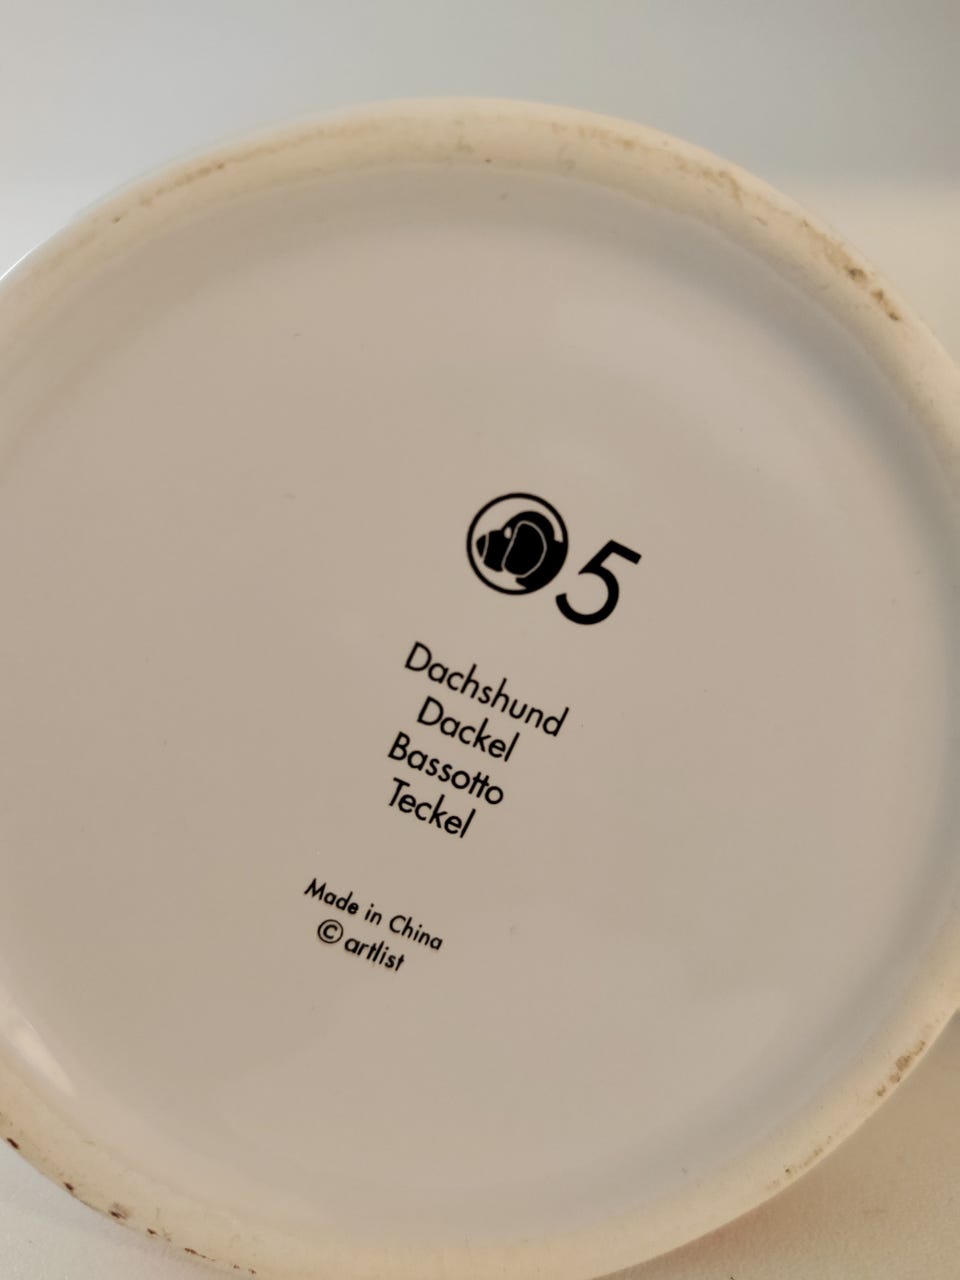 5
Dachshund
Dackel
Bassotto
Teckel
Made in China
© artlist